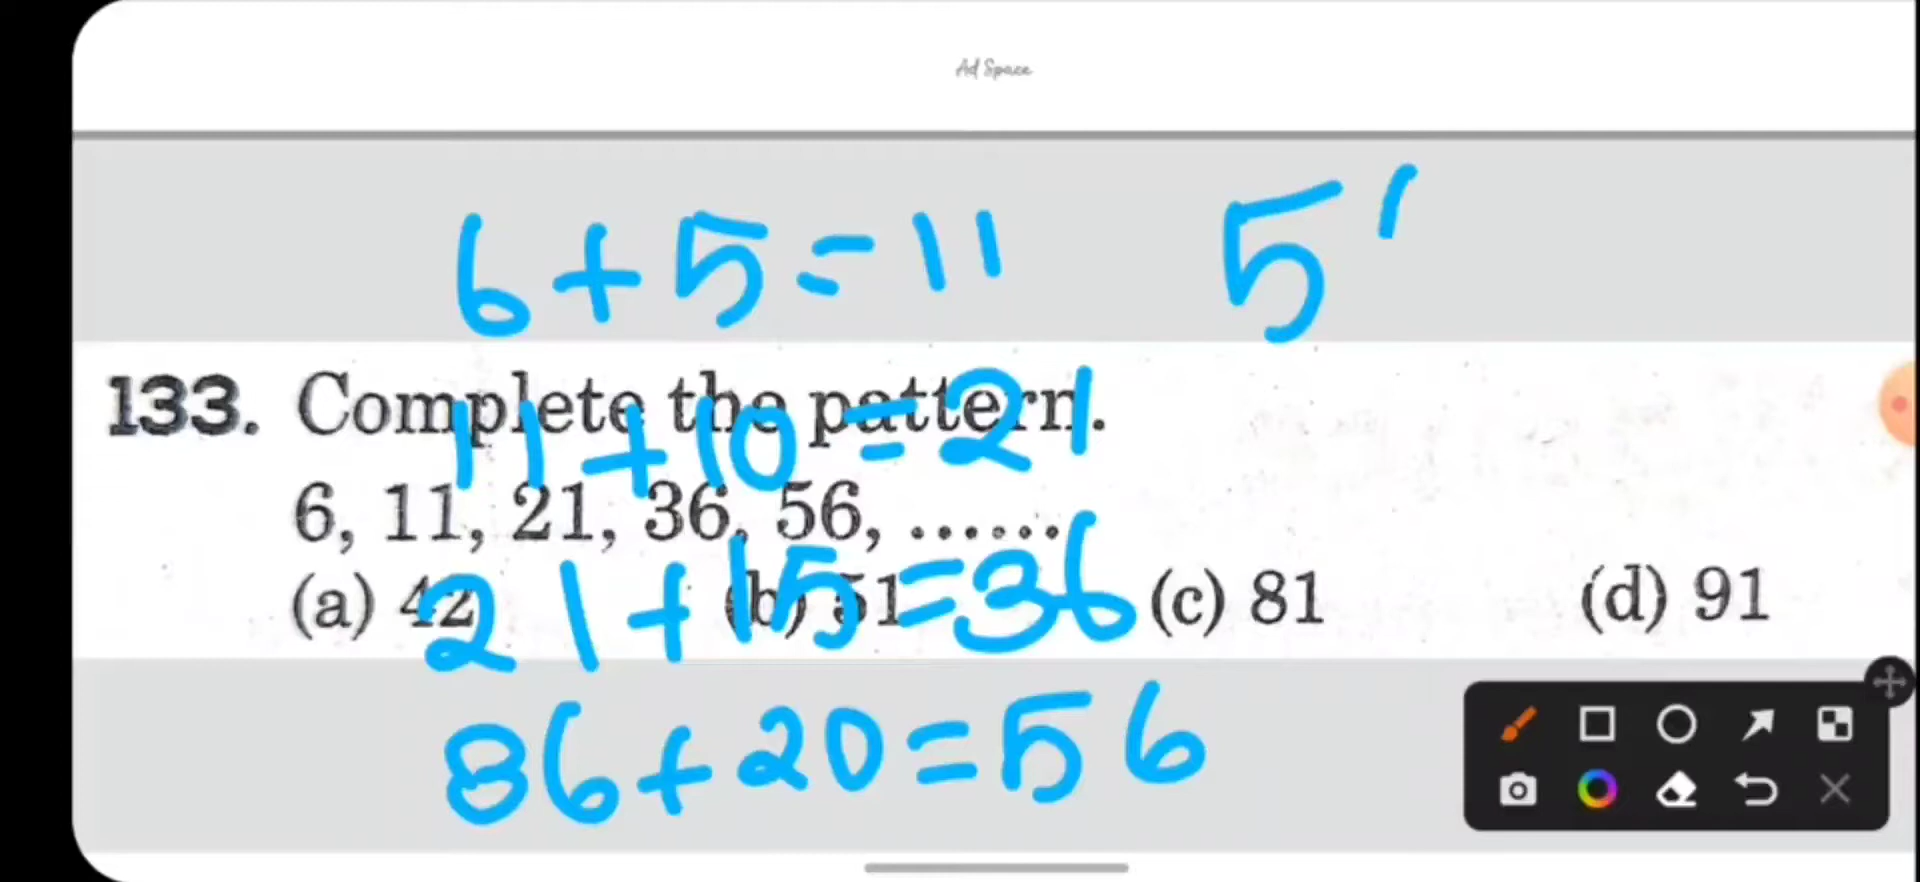 Ad Space
6+5=11 5
133. Complete the pattern.
11+10=21
6, 11, 21, 36, 56, ......
(a) 42 (b) 51 (c) 81 (d) 91
21+15=36
86+20=56